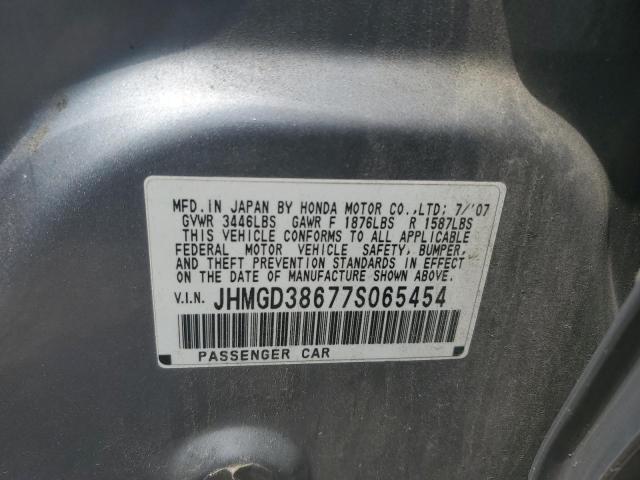 MFD. IN JAPAN BY HONDA MOTOR CO.,LTD; 7/'07
GVWR 3446LBS GAWR F 1876LBS R 1587LBS
THIS VEHICLE CONFORMS TO ALL APPLICABLE
FEDERAL MOTOR VEHICLE SAFETY, BUMPER,
AND THEFT PREVENTION STANDARDS IN EFFECT
ON THE DATE OF MANUFACTURE SHOWN ABOVE.
V.I.N. JHMGD38677S065454
PASSENGER CAR